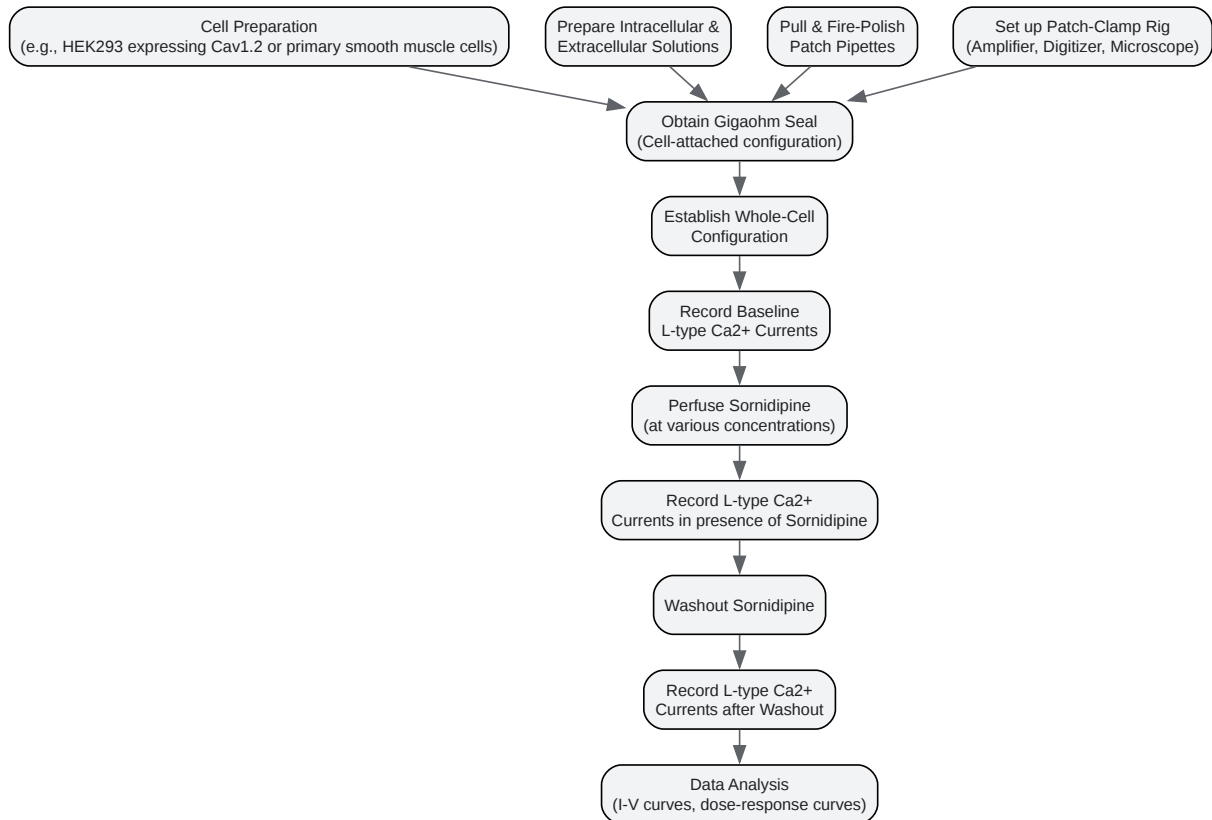 Cell Preparation
(e.g., HEK293 expressing Cav1.2 or primary smooth muscle cells)
Prepare Intracellular &
Extracellular Solutions
Pull & Fire-Polish
Patch Pipettes
Set up Patch-Clamp Rig
(Amplifier, Digitizer, Microscope)
Obtain Gigaohm Seal
(Cell-attached configuration)
Establish Whole-Cell
Configuration
Record Baseline
L-type Ca2+ Currents
Perfuse Sornidipine
(at various concentrations)
Record L-type Ca2+
Currents in presence of Sornidipine
Washout Sornidipine
Record L-type Ca2+
Currents after Washout
Data Analysis
(I-V curves, dose-response curves)